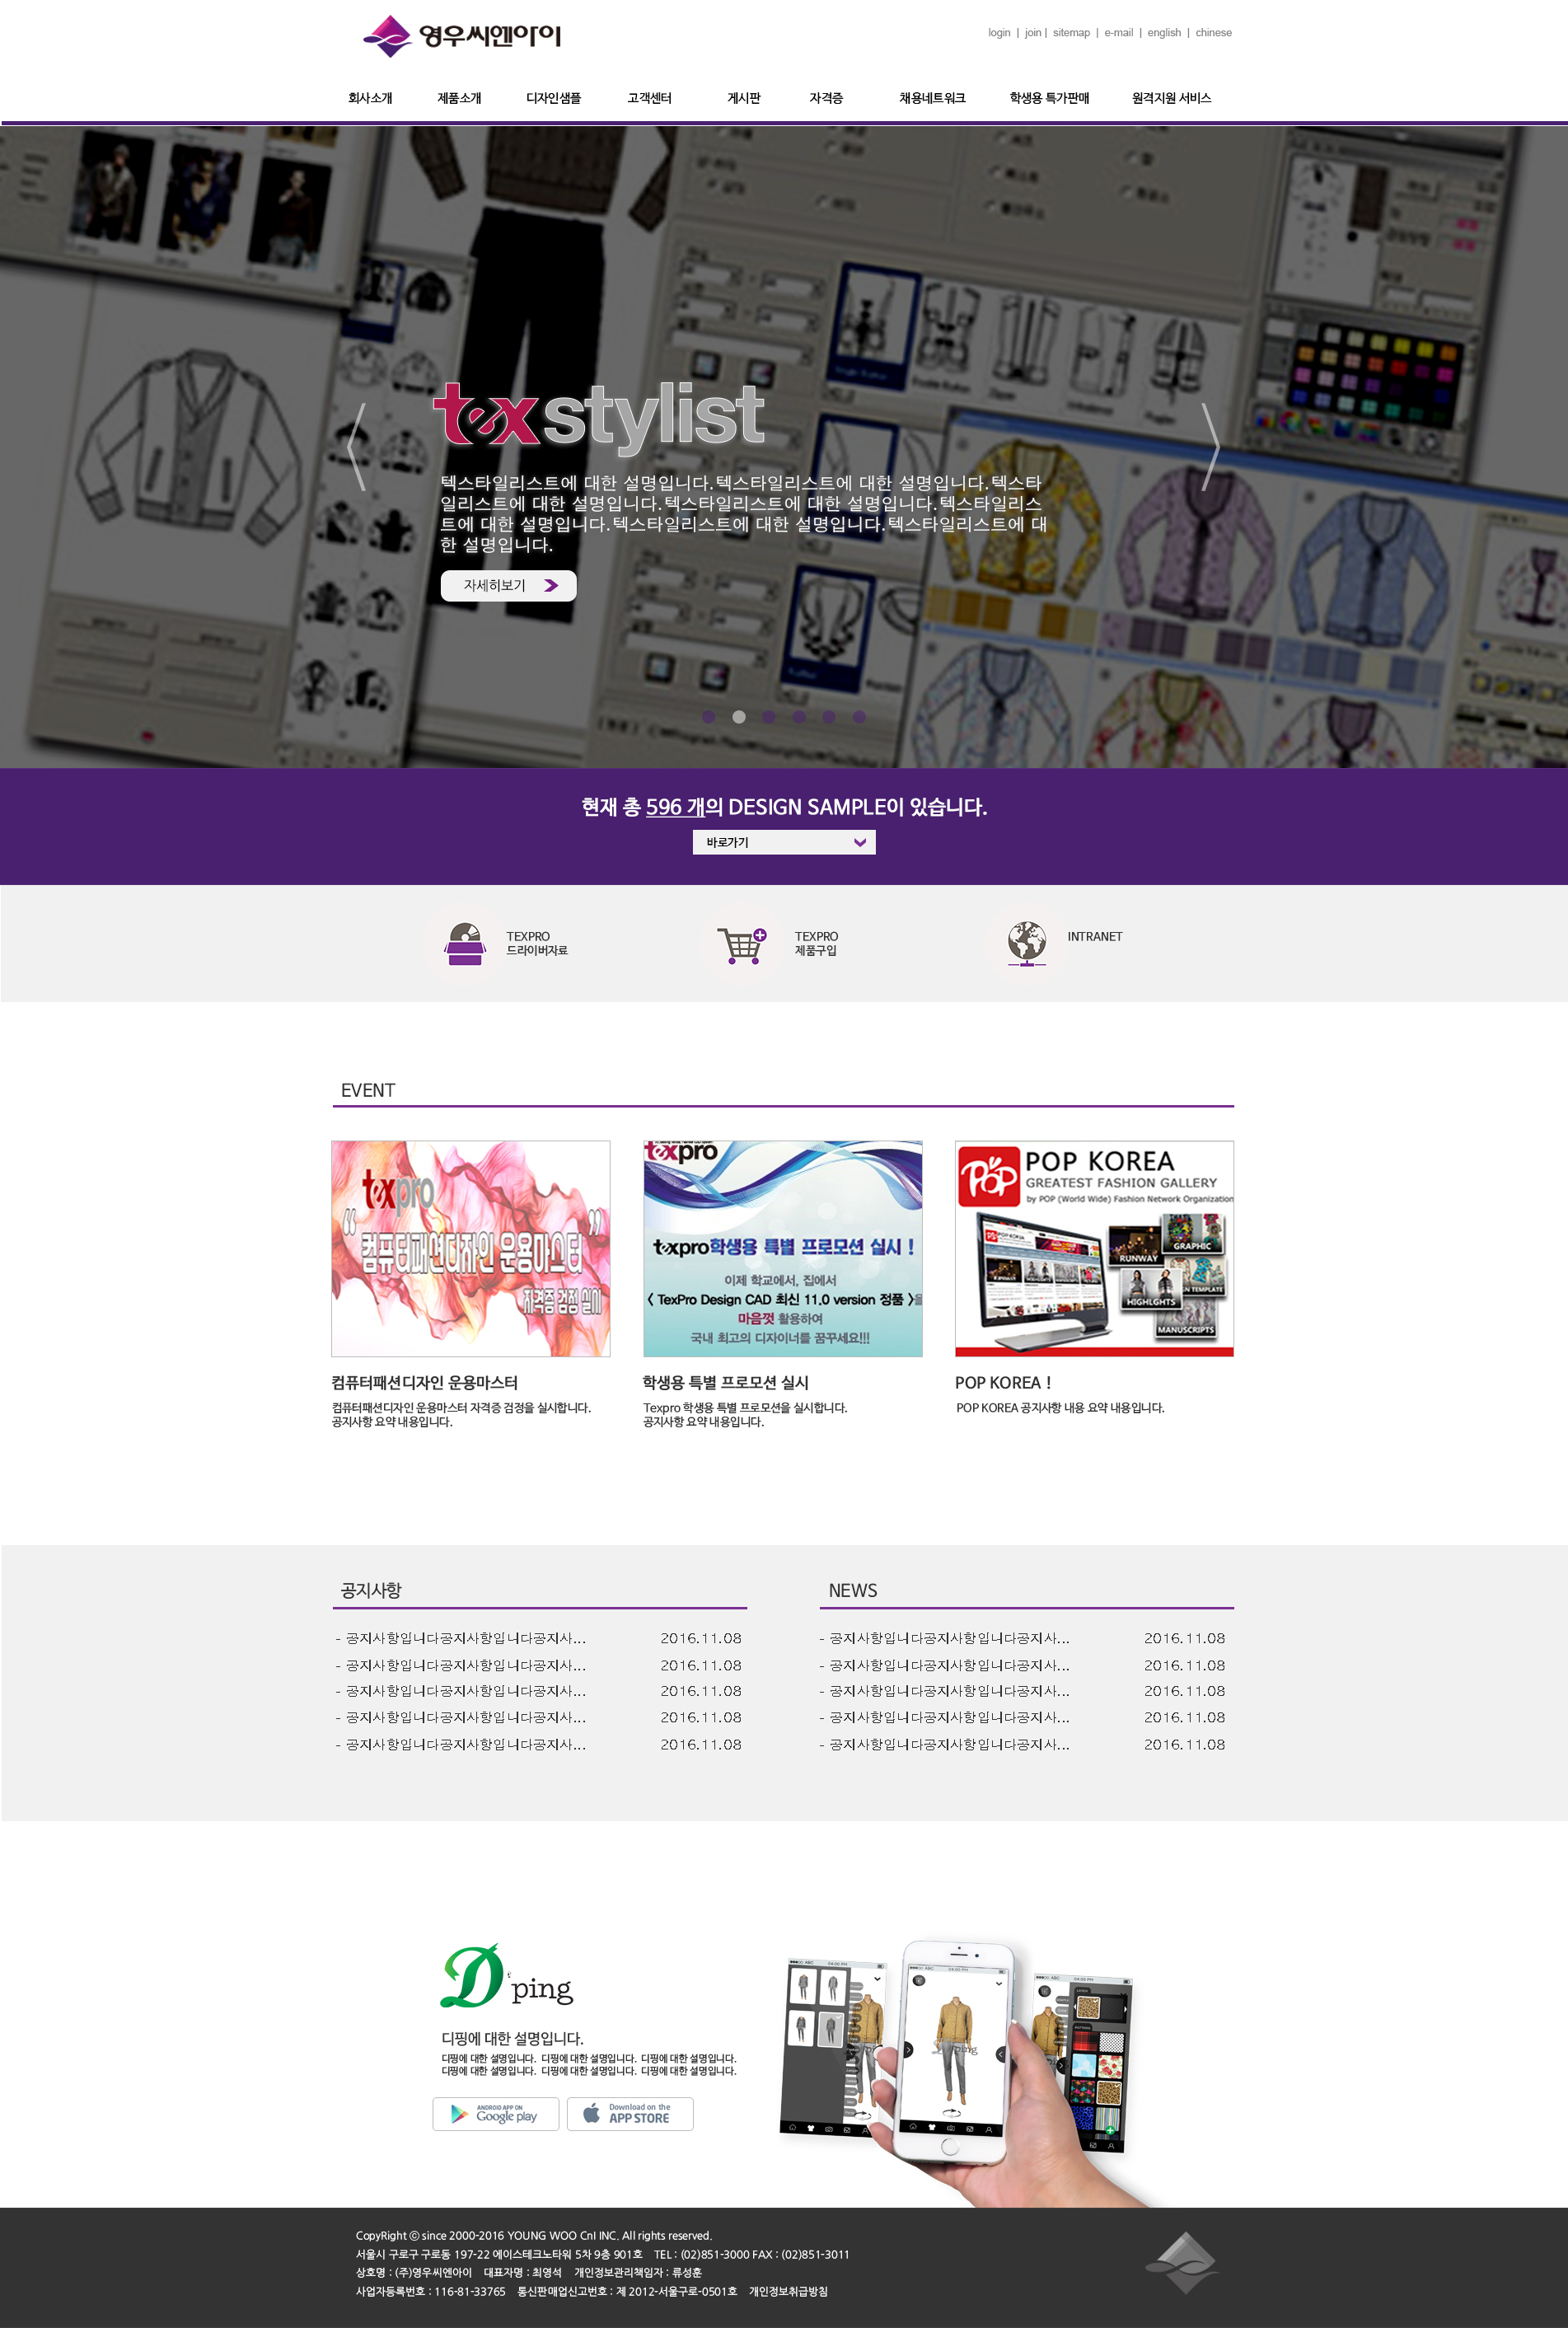 영우씨엔아이
login | join | sitemap | e-mail | english | chinese
회사소개 제품소개 디자인샘플 고객센터 게시판 자격증 채용네트워크 학생용 특가판매 원격지원 서비스
texstylist
텍스타일리스트에 대한 설명입니다.텍스타일리스트에 대한 설명입니다.텍스타
일리스트에 대한 설명입니다.텍스타일리스트에 대한 설명입니다.텍스타일리스
트에 대한 설명입니다.텍스타일리스트에 대한 설명입니다.텍스타일리스트에 대
한 설명입니다.
자세히보기
현재 총 596 개의 DESIGN SAMPLE이 있습니다.
바로가기
TEXPRO
드라이버자료
TEXPRO
제품구입
INTRANET
EVENT
texpro
“컴퓨터패션디자인 운용마스터”
자격증 검정 실시
texpro
texpro학생용 특별 프로모션 실시 !
이제 학교에서, 집에서
< TexPro Design CAD 최신 11.0 version 정품 >을
마음껏 활용하여
국내 최고의 디자이너를 꿈꾸세요!!!
POP
POP KOREA
GREATEST FASHION GALLERY
by POP (World Wide) Fashion Network Organization
POP KOREA
GRAPHIC
RUNWAY
HIGHLGHTS
N TEMPLATE
MANUSCRIPTS
컴퓨터패션디자인 운용마스터
컴퓨터패션디자인 운용마스터 자격증 검정을 실시합니다.
공지사항 요약 내용입니다.
학생용 특별 프로모션 실시
Texpro 학생용 특별 프로모션을 실시합니다.
공지사항 요약 내용입니다.
POP KOREA !
POP KOREA 공지사항 내용 요약 내용입니다.
공지사항
- 공지사항입니다공지사항입니다공지사... 2016.11.08
- 공지사항입니다공지사항입니다공지사... 2016.11.08
- 공지사항입니다공지사항입니다공지사... 2016.11.08
- 공지사항입니다공지사항입니다공지사... 2016.11.08
- 공지사항입니다공지사항입니다공지사... 2016.11.08
NEWS
- 공지사항입니다공지사항입니다공지사... 2016.11.08
- 공지사항입니다공지사항입니다공지사... 2016.11.08
- 공지사항입니다공지사항입니다공지사... 2016.11.08
- 공지사항입니다공지사항입니다공지사... 2016.11.08
- 공지사항입니다공지사항입니다공지사... 2016.11.08
D'ping
디핑에 대한 설명입니다.
디핑에 대한 설명입니다. 디핑에 대한 설명입니다. 디핑에 대한 설명입니다.
디핑에 대한 설명입니다. 디핑에 대한 설명입니다. 디핑에 대한 설명입니다.
ANDROID APP ON
Google play
Download on the
APP STORE
ABC 04:00 PM
ABC 04:00 PM
ABC 04:00 PM
ping
CopyRight ⓒ since 2000-2016 YOUNG WOO CnI INC. All rights reserved.
서울시 구로구 구로동 197-22 에이스테크노타워 5차 9층 901호 TEL : (02)851-3000 FAX : (02)851-3011
상호명 : (주)영우씨엔아이 대표자명 : 최영석 개인정보관리책임자 : 류성훈
사업자등록번호 : 116-81-33765 통신판매업신고번호 : 제 2012-서울구로-0501호 개인정보취급방침